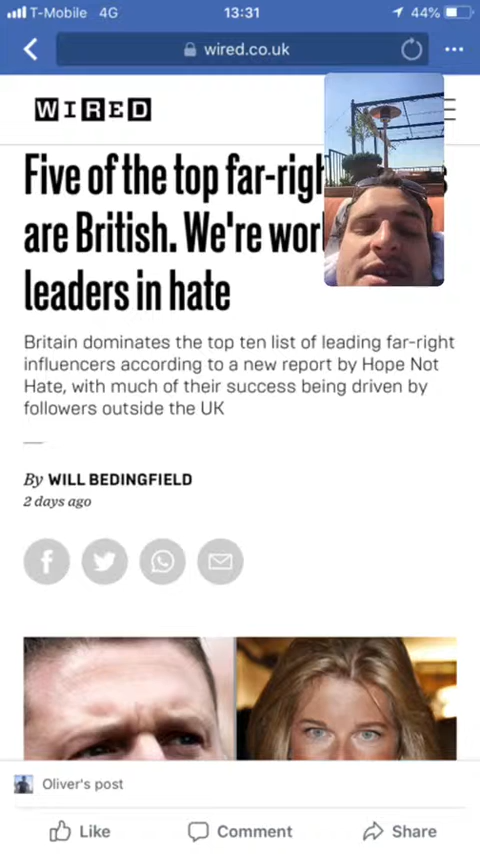 T-Mobile 4G 13:31 44%
wired.co.uk
WIRED
Five of the top far-
are British. We're
leaders in hate
Britain dominates the top ten list of leading far-right
influencers according to a new report by Hope Not
Hate, with much of their success being driven by
followers outside the UK
By WILL BEDINGFIELD
2 days ago
Oliver's post
Like Comment Share